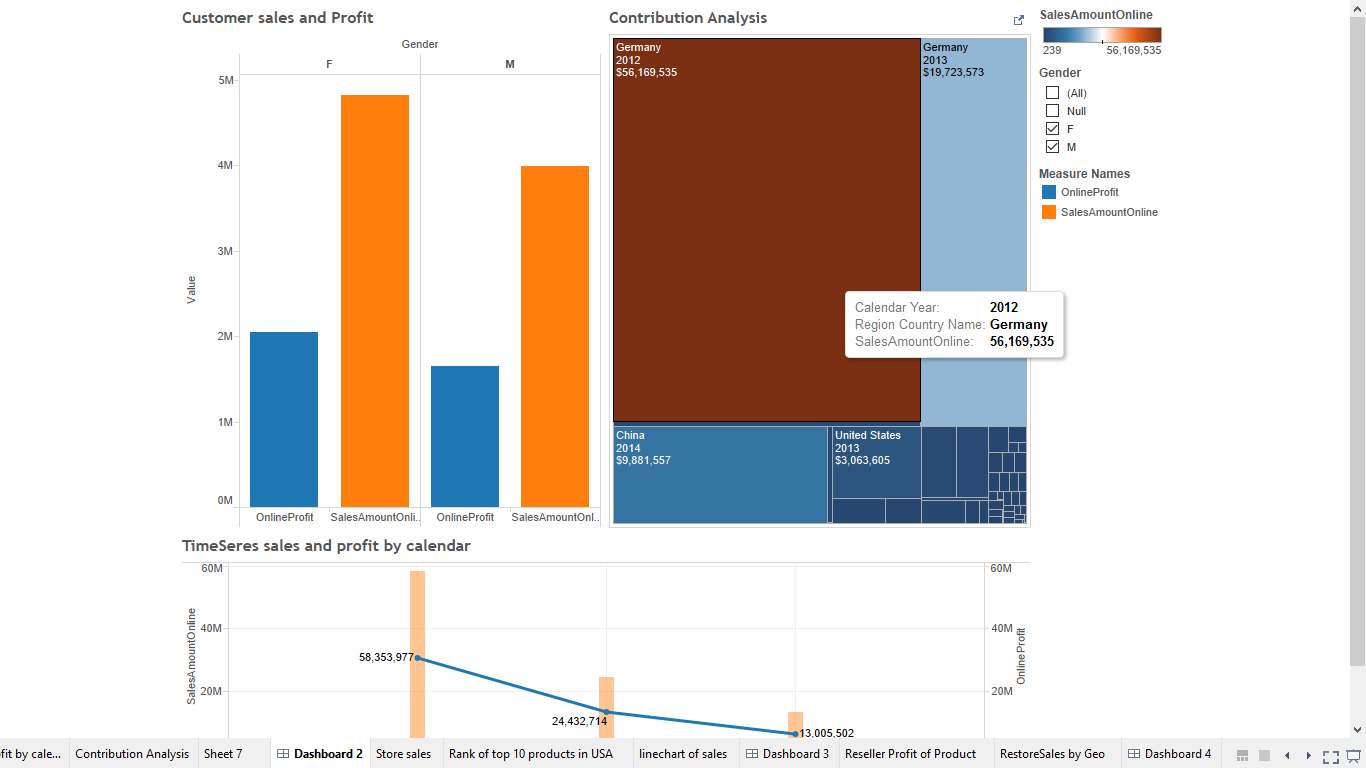 Customer sales and Profit
Gender
F
M
5M
4M
3M
2M
1M
0M
Value
OnlineProfit
SalesAmountOnli..
OnlineProfit
SalesAmountOnl..
Contribution Analysis
Germany
2012
$56,169,535
Germany
2013
$19,723,573
Calendar Year: 2012
Region Country Name: Germany
SalesAmountOnline: 56,169,535
China
2014
$9,881,557
United States
2013
$3,063,605
SalesAmountOnline
239 56,169,535
Gender
(All)
Null
F
M
Measure Names
OnlineProfit
SalesAmountOnline
TimeSeres sales and profit by calendar
60M
40M
20M
SalesAmountOnline
58,353,977
24,432,714
13,005,502
60M
40M
20M
OnlineProfit
fit by cale... Contribution Analysis Sheet 7 Dashboard 2 Store sales Rank of top 10 products in USA linechart of sales Dashboard 3 Reseller Profit of Product RestoreSales by Geo Dashboard 4